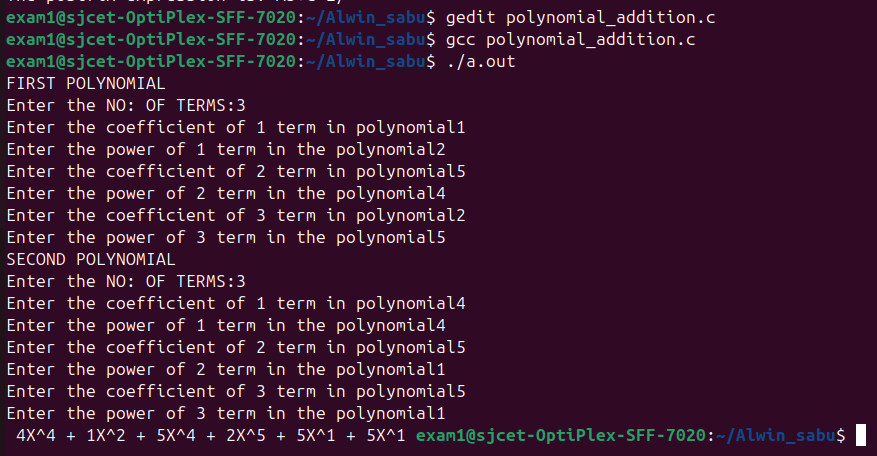 exam1@sjcet-OptiPlex-SFF-7020:~/Alwin_sabu$ gedit polynomial_addition.c
exam1@sjcet-OptiPlex-SFF-7020:~/Alwin_sabu$ gcc polynomial_addition.c
exam1@sjcet-OptiPlex-SFF-7020:~/Alwin_sabu$ ./a.out
FIRST POLYNOMIAL
Enter the NO: OF TERMS:3
Enter the coefficient of 1 term in polynomial1
Enter the power of 1 term in the polynomial2
Enter the coefficient of 2 term in polynomial5
Enter the power of 2 term in the polynomial4
Enter the coefficient of 3 term in polynomial2
Enter the power of 3 term in the polynomial5
SECOND POLYNOMIAL
Enter the NO: OF TERMS:3
Enter the coefficient of 1 term in polynomial4
Enter the power of 1 term in the polynomial4
Enter the coefficient of 2 term in polynomial5
Enter the power of 2 term in the polynomial1
Enter the coefficient of 3 term in polynomial5
Enter the power of 3 term in the polynomial1
4X^4 + 1X^2 + 5X^4 + 2X^5 + 5X^1 + 5X^1 exam1@sjcet-OptiPlex-SFF-7020:~/Alwin_sabu$